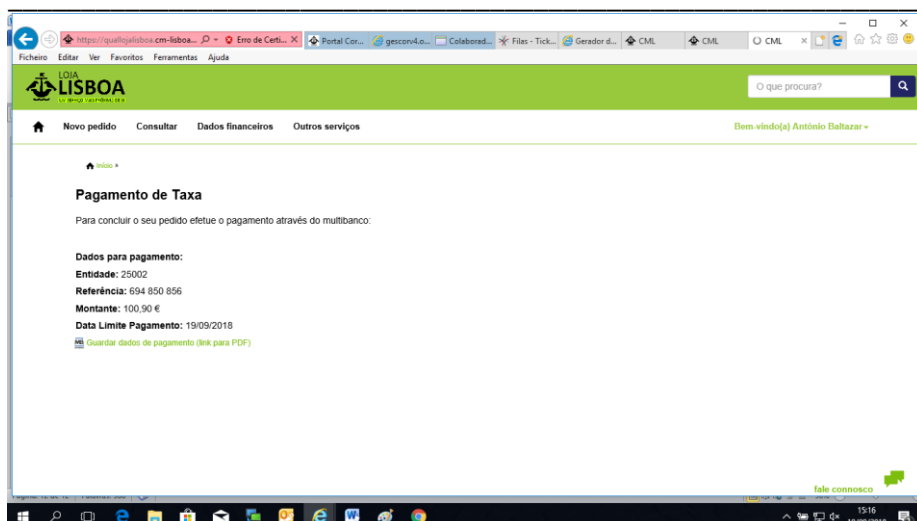 https://quallojalisboa.cm-lisboa...
Erro de Certi...
Portal Cor...
gescorv4.o...
Colaborad...
Filas - Tick...
Gerador d...
CML
CML
CML
Ficheiro Editar Ver Favoritos Ferramentas Ajuda
LOJA
LISBOA
O que procura?
Novo pedido Consultar Dados financeiros Outros serviços
Bem-vindo(a) António Baltazar
Início »
Pagamento de Taxa
Para concluir o seu pedido efetue o pagamento através do multibanco:
Dados para pagamento:
Entidade: 25002
Referência: 694 850 856
Montante: 100,90 €
Data Limite Pagamento: 19/09/2018
MB Guardar dados de pagamento (link para PDF)
fale connosco
15:16